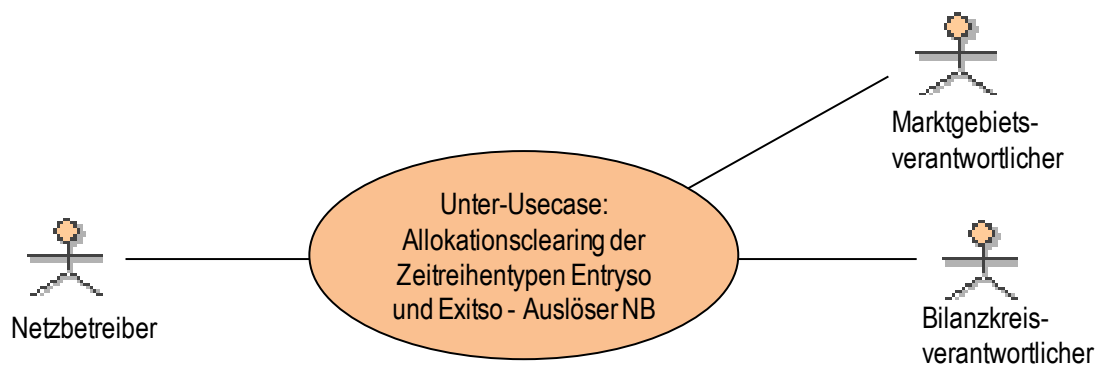 Marktgebiets-
verantwortlicher
Unter-Usecase:
Allokationsclearing der
Zeitreihentypen Entryso
und Exitso - Auslöser NB
Netzbetreiber
Bilanzkreis-
verantwortlicher